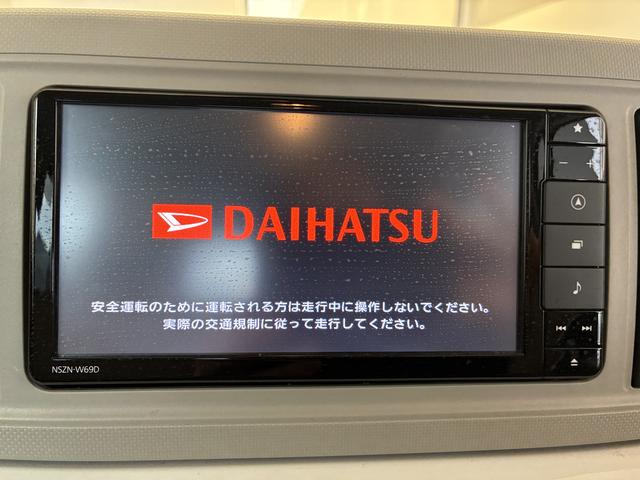 DAIHATSU
安全運転のために運転される方は走行中に操作しないでください。
実際の交通規制に従って走行してください。
NSZN-W69D